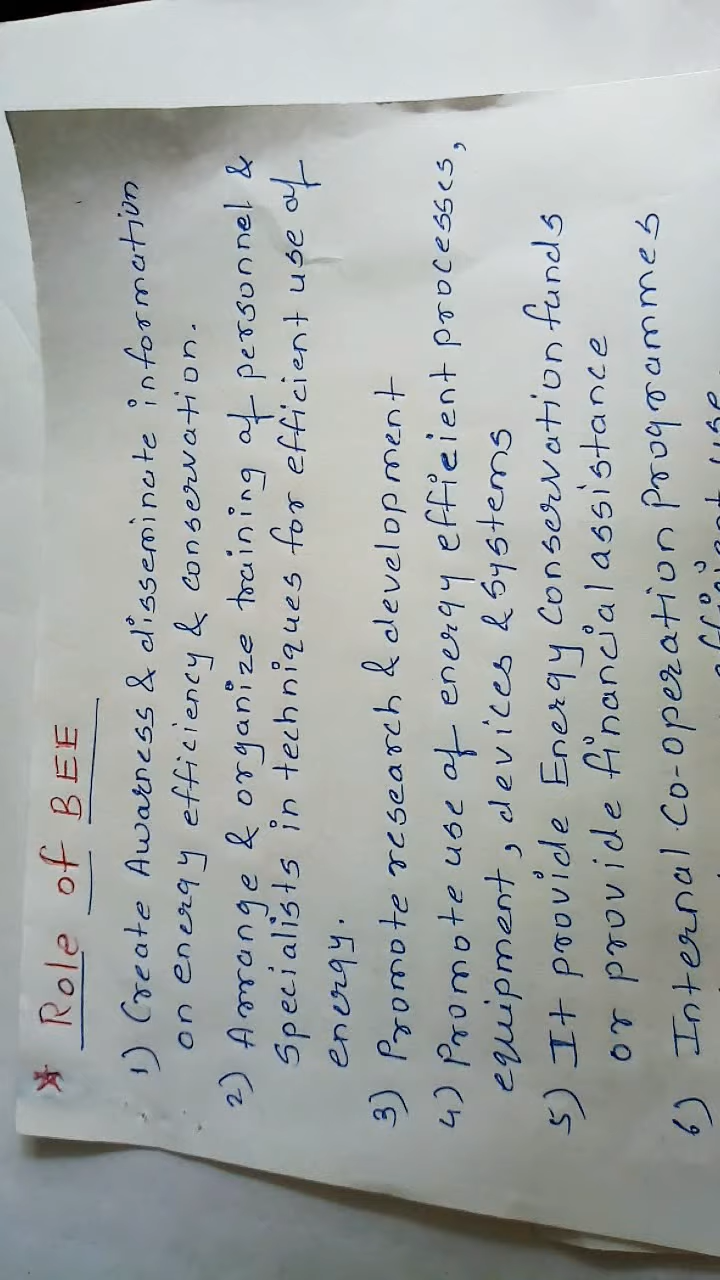 * Role of BEE
1) Create Awarness & disseminate information
on energy efficiency & conservation.
2) Arrange & organize training of personnel &
Specialists in techniques for efficient use of
energy.
3) Promote research & development
4) Promote use of energy efficient processes,
equipment, devices & systems
5) It provide Energy Conservation funds
or provide financial assistance
6) Internal Co-operation Programmes